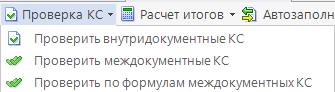 Проверка КС Расчет итогов Автозаполн
Проверить внутридокументные КС
Проверить междокументные КС
Проверить по формулам междокументных КС